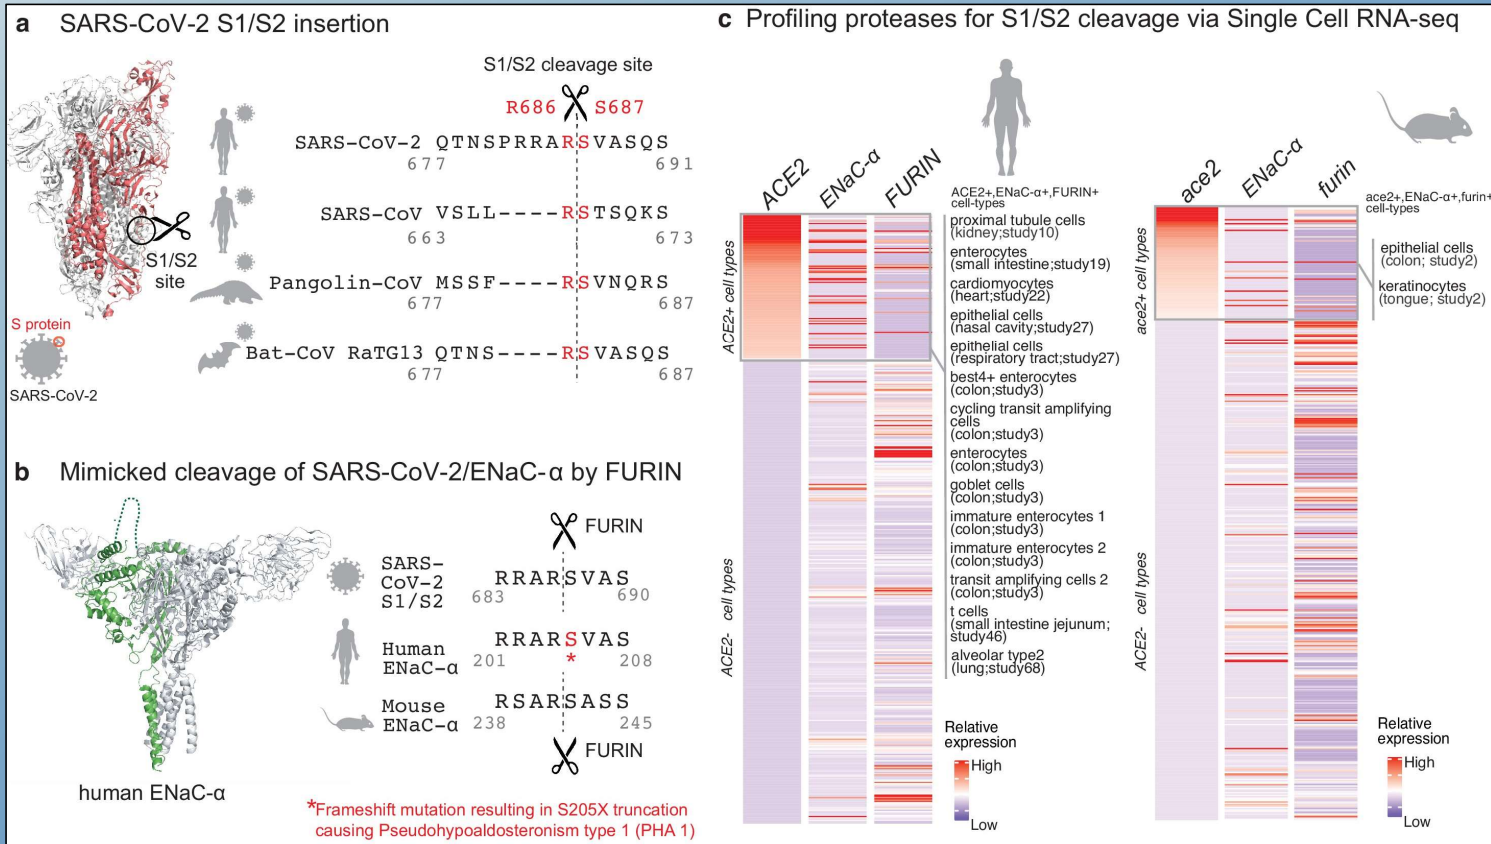 a SARS-CoV-2 S1/S2 insertion
S1/S2 cleavage site
R686 S687
SARS-CoV-2 QTNSPRRARSVASQS
677 691
SARS-CoV VSLL----RSTSQKS
663 673
Pangolin-CoV MSSF----RSVNQRS
677 687
Bat-CoV RaTG13 QTNS----RSVASQS
677 687
S1/S2
site
S protein
SARS-CoV-2
b Mimicked cleavage of SARS-CoV-2/ENaC-α by FURIN
FURIN
SARS-
CoV-2
S1/S2
RRARSVAS
683 690
Human
ENaC-α
RRARSVAS
201 * 208
Mouse
ENaC-α
RSARSASS
238 245
FURIN
human ENaC-α
*Frameshift mutation resulting in S205X truncation
causing Pseudohypoaldosteronism type 1 (PHA 1)
c Profiling proteases for S1/S2 cleavage via Single Cell RNA-seq
ACE2 ENaC-α FURIN
ACE2+ cell types
ACE2- cell types
ACE2+,ENaC-α+,FURIN+
cell-types
proximal tubule cells
(kidney;study10)
enterocytes
(small intestine;study19)
cardiomyocytes
(heart;study22)
epithelial cells
(nasal cavity;study27)
epithelial cells
(respiratory tract;study27)
best4+ enterocytes
(colon;study3)
cycling transit amplifying
cells
(colon;study3)
enterocytes
(colon;study3)
goblet cells
(colon;study3)
immature enterocytes 1
(colon;study3)
immature enterocytes 2
(colon;study3)
transit amplifying cells 2
(colon;study3)
t cells
(small intestine jejunum;
study46)
alveolar type2
(lung;study68)
Relative
expression
High
Low
ace2 ENaC-α furin
ace2+ cell types
ACE2- cell types
ace2+,ENaC-α+,furin+
cell-types
epithelial cells
(colon; study2)
keratinocytes
(tongue; study2)
Relative
expression
High
Low